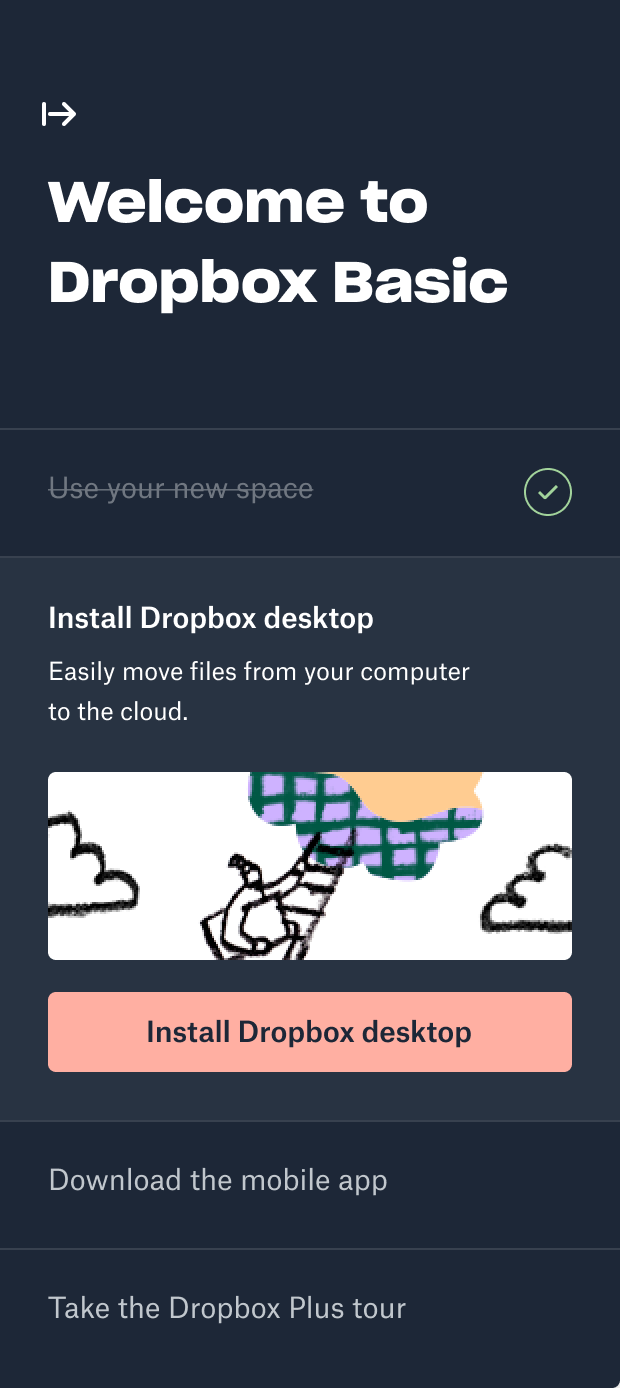 Welcome to
Dropbox Basic
Use your new space
Install Dropbox desktop
Easily move files from your computer
to the cloud.
Install Dropbox desktop
Download the mobile app
Take the Dropbox Plus tour